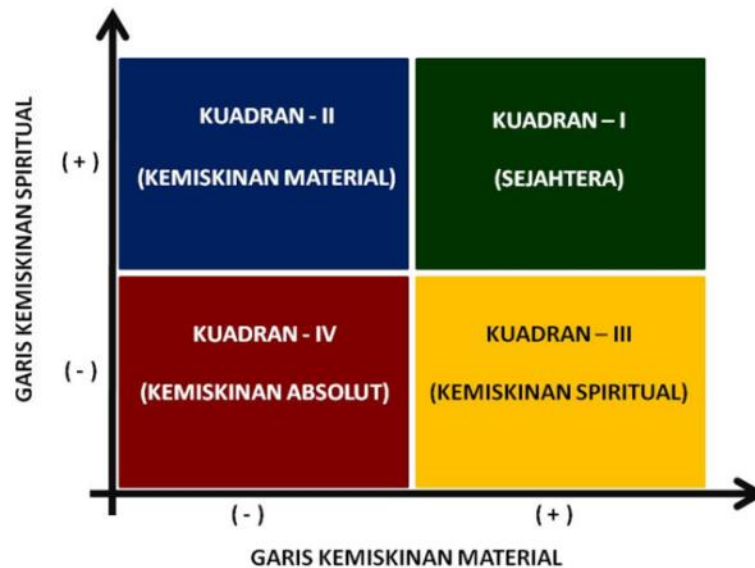 GARIS KEMISKINAN SPIRITUAL
( + )
( - )
KUADRAN - II
(KEMISKINAN MATERIAL)
KUADRAN – I
(SEJAHTERA)
KUADRAN - IV
(KEMISKINAN ABSOLUT)
KUADRAN – III
(KEMISKINAN SPIRITUAL)
( - )
( + )
GARIS KEMISKINAN MATERIAL